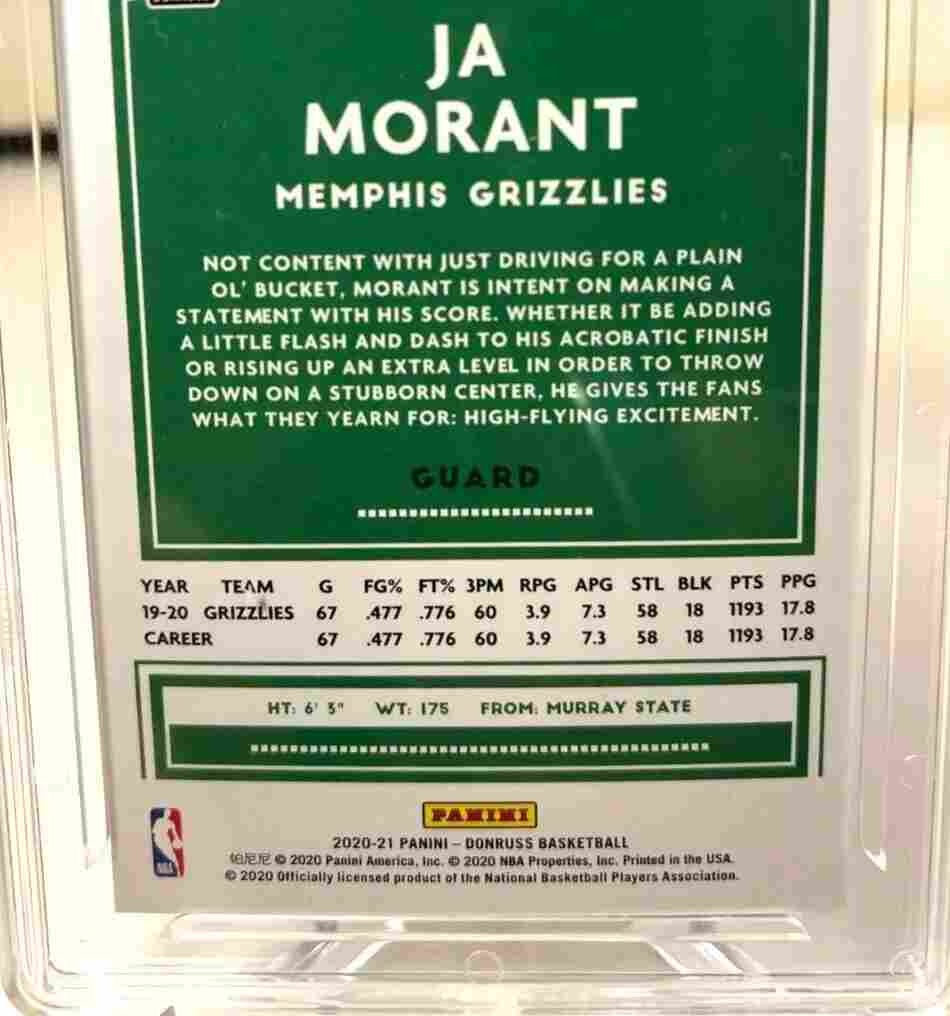 JA
MORANT
MEMPHIS GRIZZLIES
NOT CONTENT WITH JUST DRIVING FOR A PLAIN
OL' BUCKET, MORANT IS INTENT ON MAKING A
STATEMENT WITH HIS SCORE. WHETHER IT BE ADDING
A LITTLE FLASH AND DASH TO HIS ACROBATIC FINISH
OR RISING UP AN EXTRA LEVEL IN ORDER TO THROW
DOWN ON A STUBBORN CENTER, HE GIVES THE FANS
WHAT THEY YEARN FOR: HIGH-FLYING EXCITEMENT.
GUARD
YEAR TEAM G FG% FT% 3PM RPG APG STL BLK PTS PPG
19-20 GRIZZLIES 67 .477 .776 60 3.9 7.3 58 18 1193 17.8
CAREER 67 .477 .776 60 3.9 7.3 58 18 1193 17.8
HT: 6' 3" WT: 175 FROM: MURRAY STATE
PANINI
NBA
2020-21 PANINI – DONRUSS BASKETBALL
帕尼尼 © 2020 Panini America, Inc. © 2020 NBA Properties, Inc. Printed in the USA.
© 2020 Officially licensed product of the National Basketball Players Association.